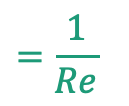 = 1/Re